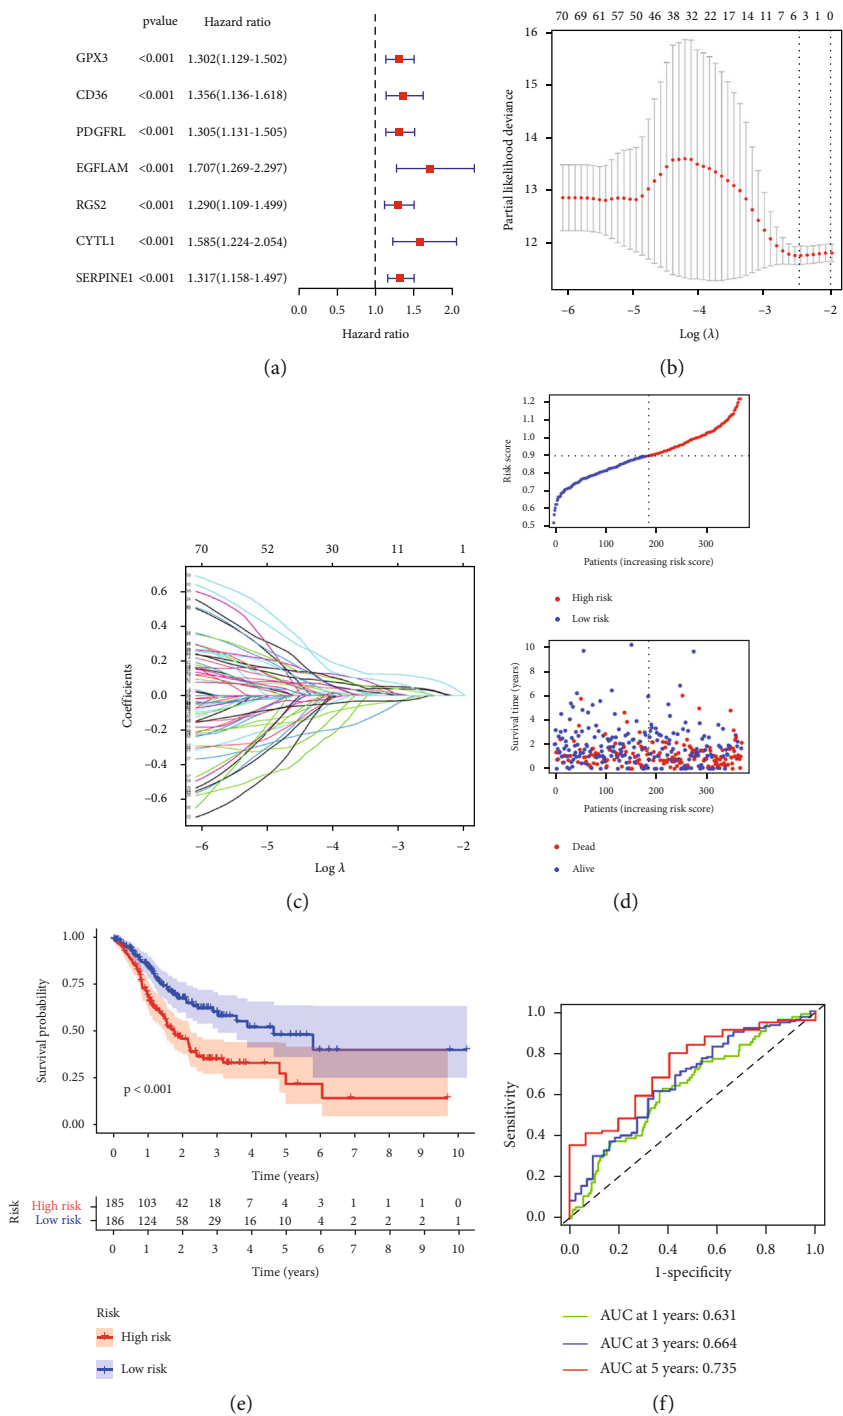 pvalue Hazard ratio
GPX3 <0.001 1.302(1.129-1.502)
CD36 <0.001 1.356(1.136-1.618)
PDGFRL <0.001 1.305(1.131-1.505)
EGFLAM <0.001 1.707(1.269-2.297)
RGS2 <0.001 1.290(1.109-1.499)
CYTL1 <0.001 1.585(1.224-2.054)
SERPINE1 <0.001 1.317(1.158-1.497)
0.0 0.5 1.0 1.5 2.0
Hazard ratio
(a)
70 69 61 57 50 46 38 32 22 17 14 11 7 6 3 1 0
16
15
14
13
12
Partial likelihood deviance
−6 −5 −4 −3 −2
Log (λ)
(b)
70 52 30 11 1
0.6
0.4
0.2
0.0
−0.2
−0.4
−0.6
Coefficients
−6 −5 −4 −3 −2
Log λ
(c)
1.2
1.1
1.0
0.9
0.8
0.7
0.6
0.5
Risk score
0 100 200 300
Patients (increasing risk score)
High risk
Low risk
10
8
6
4
2
0
Survival time (years)
0 100 200 300
Patients (increasing risk score)
Dead
Alive
(d)
1.00
0.75
0.50
0.25
0.00
Survival probability
p < 0.001
0 1 2 3 4 5 6 7 8 9 10
Time (years)
Risk
High risk 185 103 42 18 7 4 3 1 1 1 0
Low risk 186 124 58 29 16 10 4 2 2 2 1
0 1 2 3 4 5 6 7 8 9 10
Time (years)
Risk
High risk
Low risk
(e)
1.0
0.8
0.6
0.4
0.2
0.0
Sensitivity
0.0 0.2 0.4 0.6 0.8 1.0
1-specificity
AUC at 1 years: 0.631
AUC at 3 years: 0.664
AUC at 5 years: 0.735
(f)